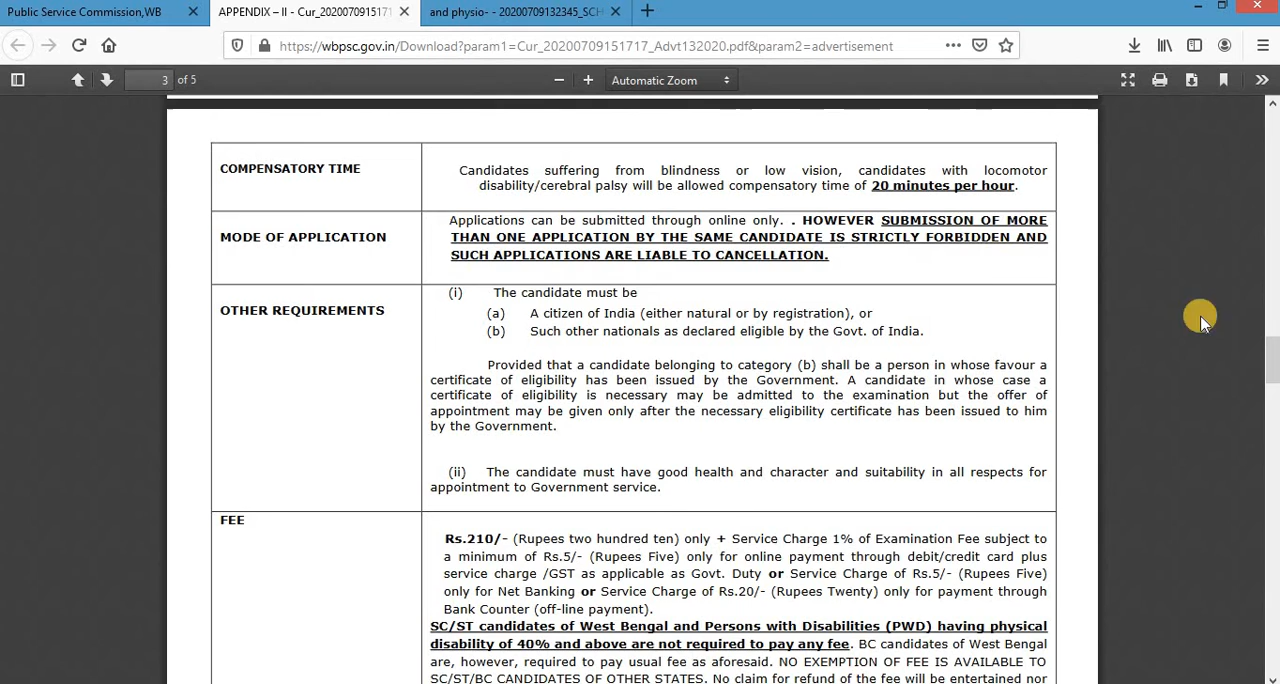 Public Service Commission,WB
APPENDIX – II - Cur_2020070915171
and physio- - 20200709132345_SCH
https://wbpsc.gov.in/Download?param1=Cur_20200709151717_Advt132020.pdf&param2=advertisement
3 of 5
Automatic Zoom
COMPENSATORY TIME
Candidates suffering from blindness or low vision, candidates with locomotor
disability/cerebral palsy will be allowed compensatory time of 20 minutes per hour.
MODE OF APPLICATION
Applications can be submitted through online only. . HOWEVER SUBMISSION OF MORE
THAN ONE APPLICATION BY THE SAME CANDIDATE IS STRICTLY FORBIDDEN AND
SUCH APPLICATIONS ARE LIABLE TO CANCELLATION.
OTHER REQUIREMENTS
(i) The candidate must be
(a) A citizen of India (either natural or by registration), or
(b) Such other nationals as declared eligible by the Govt. of India.
Provided that a candidate belonging to category (b) shall be a person in whose favour a
certificate of eligibility has been issued by the Government. A candidate in whose case a
certificate of eligibility is necessary may be admitted to the examination but the offer of
appointment may be given only after the necessary eligibility certificate has been issued to him
by the Government.
(ii) The candidate must have good health and character and suitability in all respects for
appointment to Government service.
FEE
Rs.210/- (Rupees two hundred ten) only + Service Charge 1% of Examination Fee subject to
a minimum of Rs.5/- (Rupees Five) only for online payment through debit/credit card plus
service charge /GST as applicable as Govt. Duty or Service Charge of Rs.5/- (Rupees Five)
only for Net Banking or Service Charge of Rs.20/- (Rupees Twenty) only for payment through
Bank Counter (off-line payment).
SC/ST candidates of West Bengal and Persons with Disabilities (PWD) having physical
disability of 40% and above are not required to pay any fee. BC candidates of West Bengal
are, however, required to pay usual fee as aforesaid. NO EXEMPTION OF FEE IS AVAILABLE TO
SC/ST/BC CANDIDATES OF OTHER STATES. No claim for refund of the fee will be entertained nor